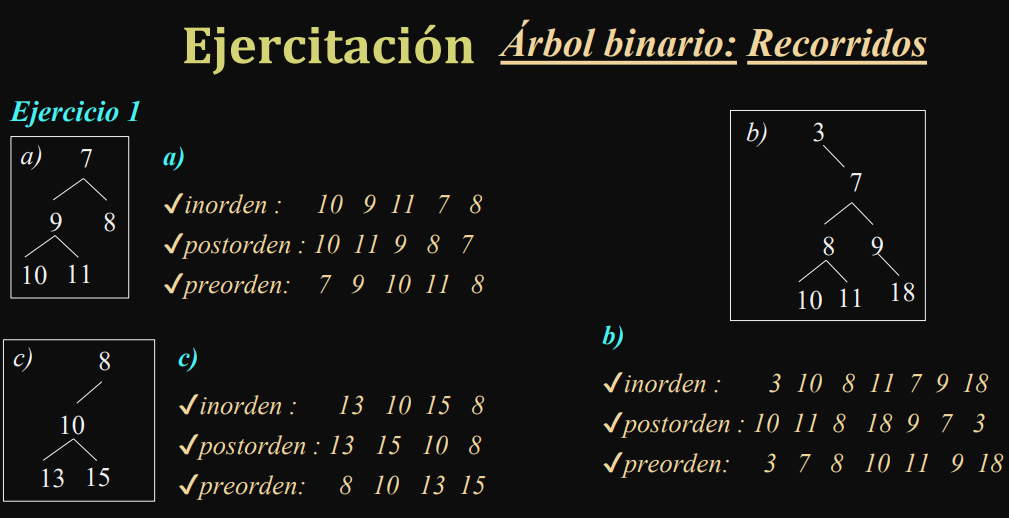 Ejercitación Árbol binario: Recorridos
Ejercicio 1
a)
7
9 8
10 11
a)
✓inorden : 10 9 11 7 8
✓postorden : 10 11 9 8 7
✓preorden: 7 9 10 11 8
b)
3
7
8 9
10 11 18
b)
✓inorden : 3 10 8 11 7 9 18
✓postorden : 10 11 8 18 9 7 3
✓preorden: 3 7 8 10 11 9 18
c)
8
10
13 15
c)
✓inorden : 13 10 15 8
✓postorden : 13 15 10 8
✓preorden: 8 10 13 15